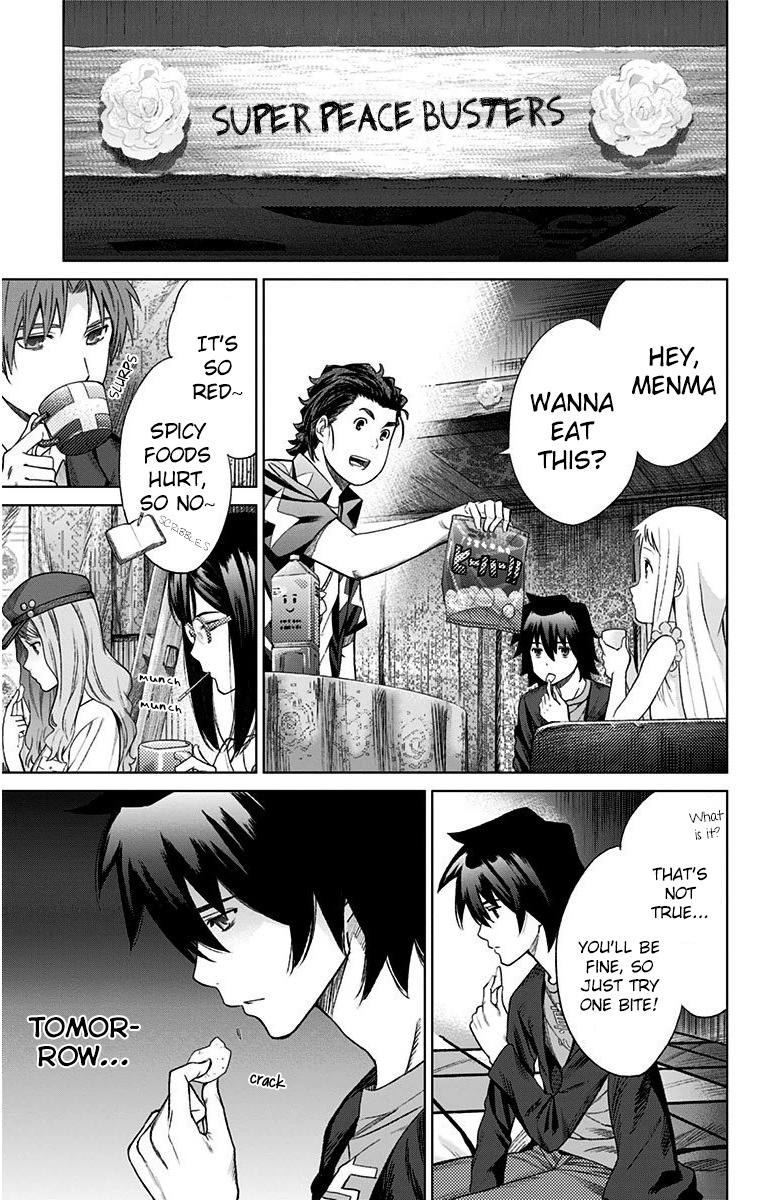 SUPER PEACE BUSTERS
HEY,
MENMA
WANNA
EAT
THIS?
IT'S
SO
RED~
SPICY
FOODS
HURT,
SO NO~
SLURPS
SCRIBBLES
munch
munch
What
is it?
THAT'S
NOT
TRUE...
YOU'LL BE
FINE, SO
JUST TRY
ONE BITE!
TOMOR-
ROW...
crack